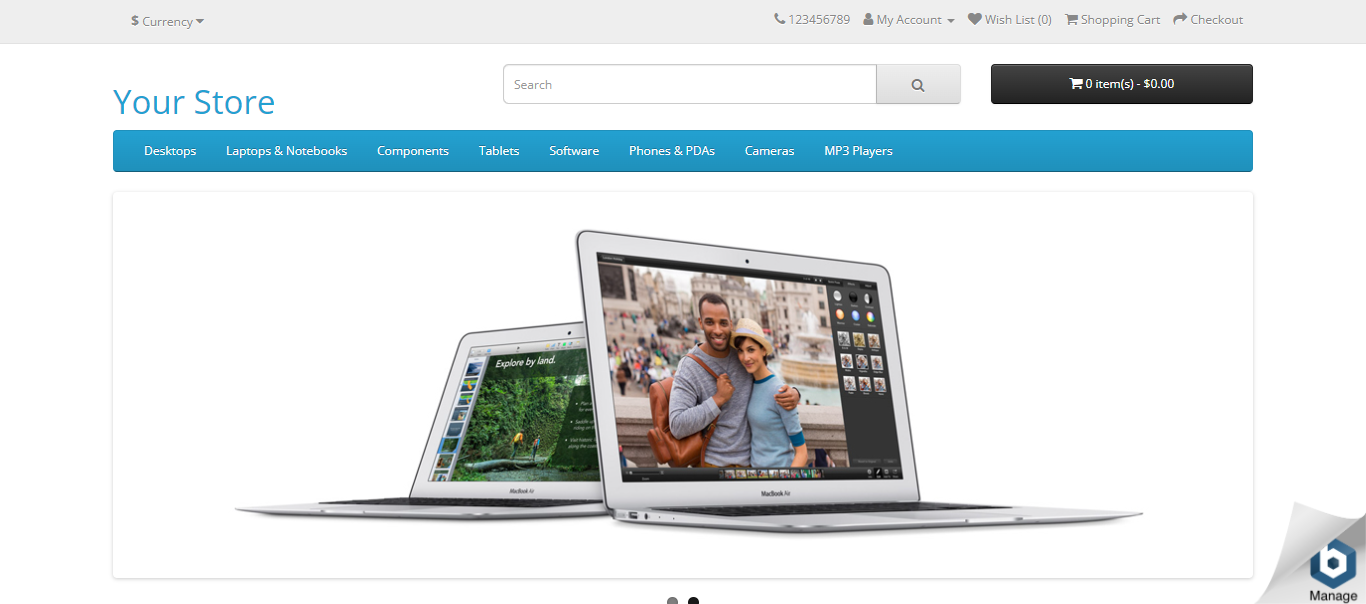 $ Currency
123456789 My Account Wish List (0) Shopping Cart Checkout
Your Store
Search
0 item(s) - $0.00
Desktops Laptops & Notebooks Components Tablets Software Phones & PDAs Cameras MP3 Players
Explore by land.
MacBook Air
MacBook Air
Manage